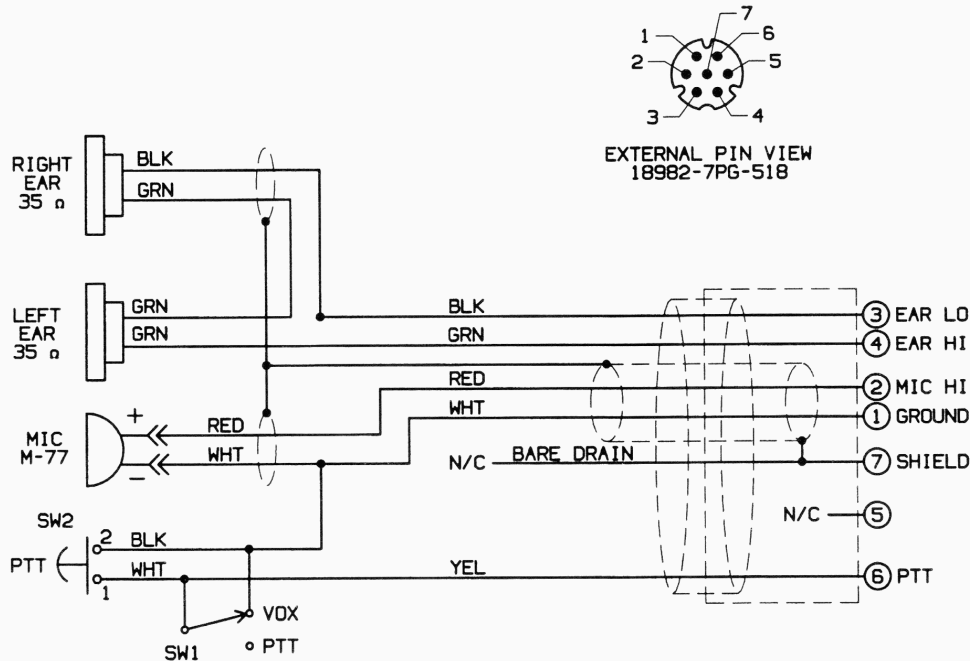 7
1
6
2
5
3
4
EXTERNAL PIN VIEW
18982-7PG-518
RIGHT
EAR
35 Ω
BLK
GRN
LEFT
EAR
35 Ω
GRN
GRN
BLK
3 EAR LO
GRN
4 EAR HI
RED
2 MIC HI
WHT
1 GROUND
MIC
M-77
+
-
RED
WHT
N/C BARE DRAIN
7 SHIELD
N/C
5
SW2
PTT
2 BLK
1 WHT
YEL
6 PTT
VOX
PTT
SW1